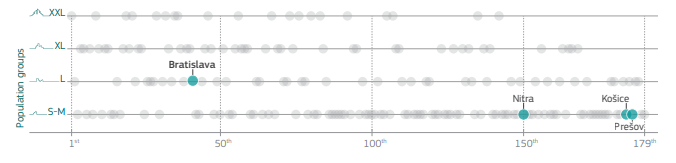 Population groups
XXL
XL
Bratislava
L
Nitra
Košice
S-M
Prešov
1st 50th 100th 150th 179th